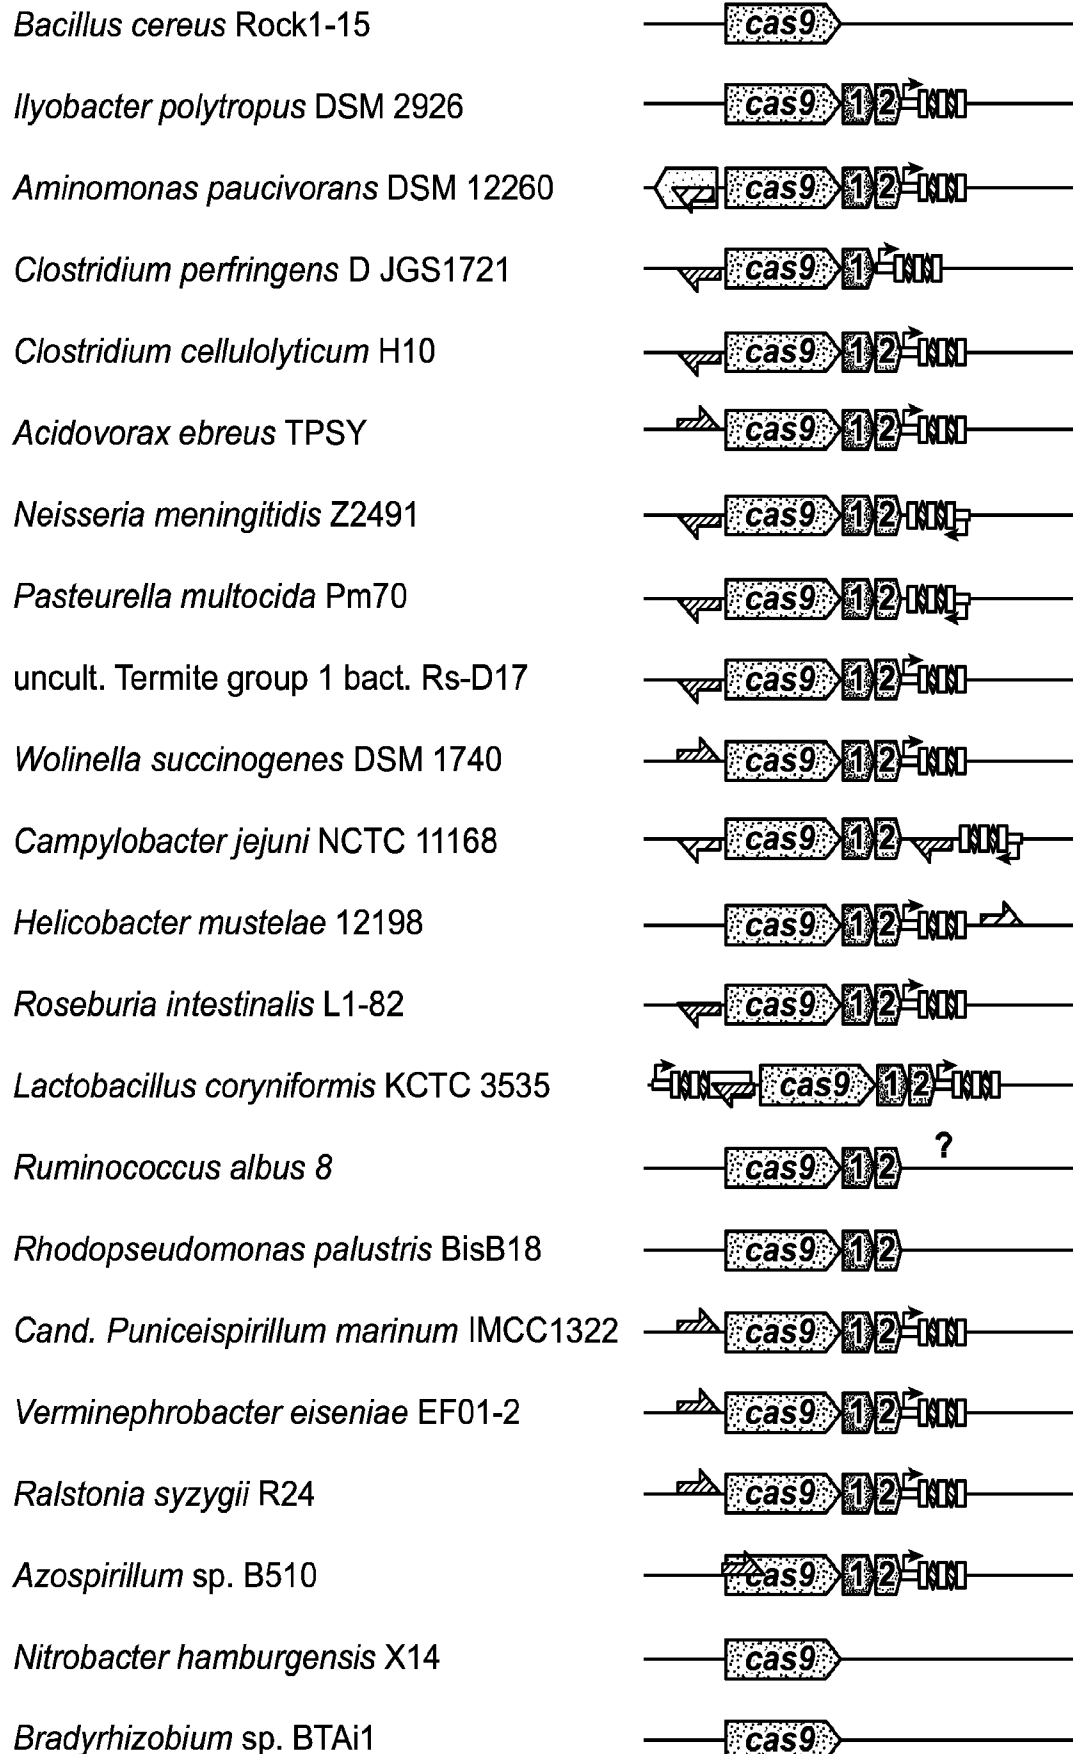 Bacillus cereus Rock1-15 cas9
Ilyobacter polytropus DSM 2926 cas9 1 2
Aminomonas paucivorans DSM 12260 cas9 1 2
Clostridium perfringens D JGS1721 cas9 1
Clostridium cellulolyticum H10 cas9 1 2
Acidovorax ebreus TPSY cas9 1 2
Neisseria meningitidis Z2491 cas9 1 2
Pasteurella multocida Pm70 cas9 1 2
uncult. Termite group 1 bact. Rs-D17 cas9 1 2
Wolinella succinogenes DSM 1740 cas9 1 2
Campylobacter jejuni NCTC 11168 cas9 1 2
Helicobacter mustelae 12198 cas9 1 2
Roseburia intestinalis L1-82 cas9 1 2
Lactobacillus coryniformis KCTC 3535 cas9 1 2
Ruminococcus albus 8 cas9 1 2 ?
Rhodopseudomonas palustris BisB18 cas9 1 2
Cand. Puniceispirillum marinum IMCC1322 cas9 1 2
Verminephrobacter eiseniae EF01-2 cas9 1 2
Ralstonia syzygii R24 cas9 1 2
Azospirillum sp. B510 cas9 1 2
Nitrobacter hamburgensis X14 cas9
Bradyrhizobium sp. BTAi1 cas9